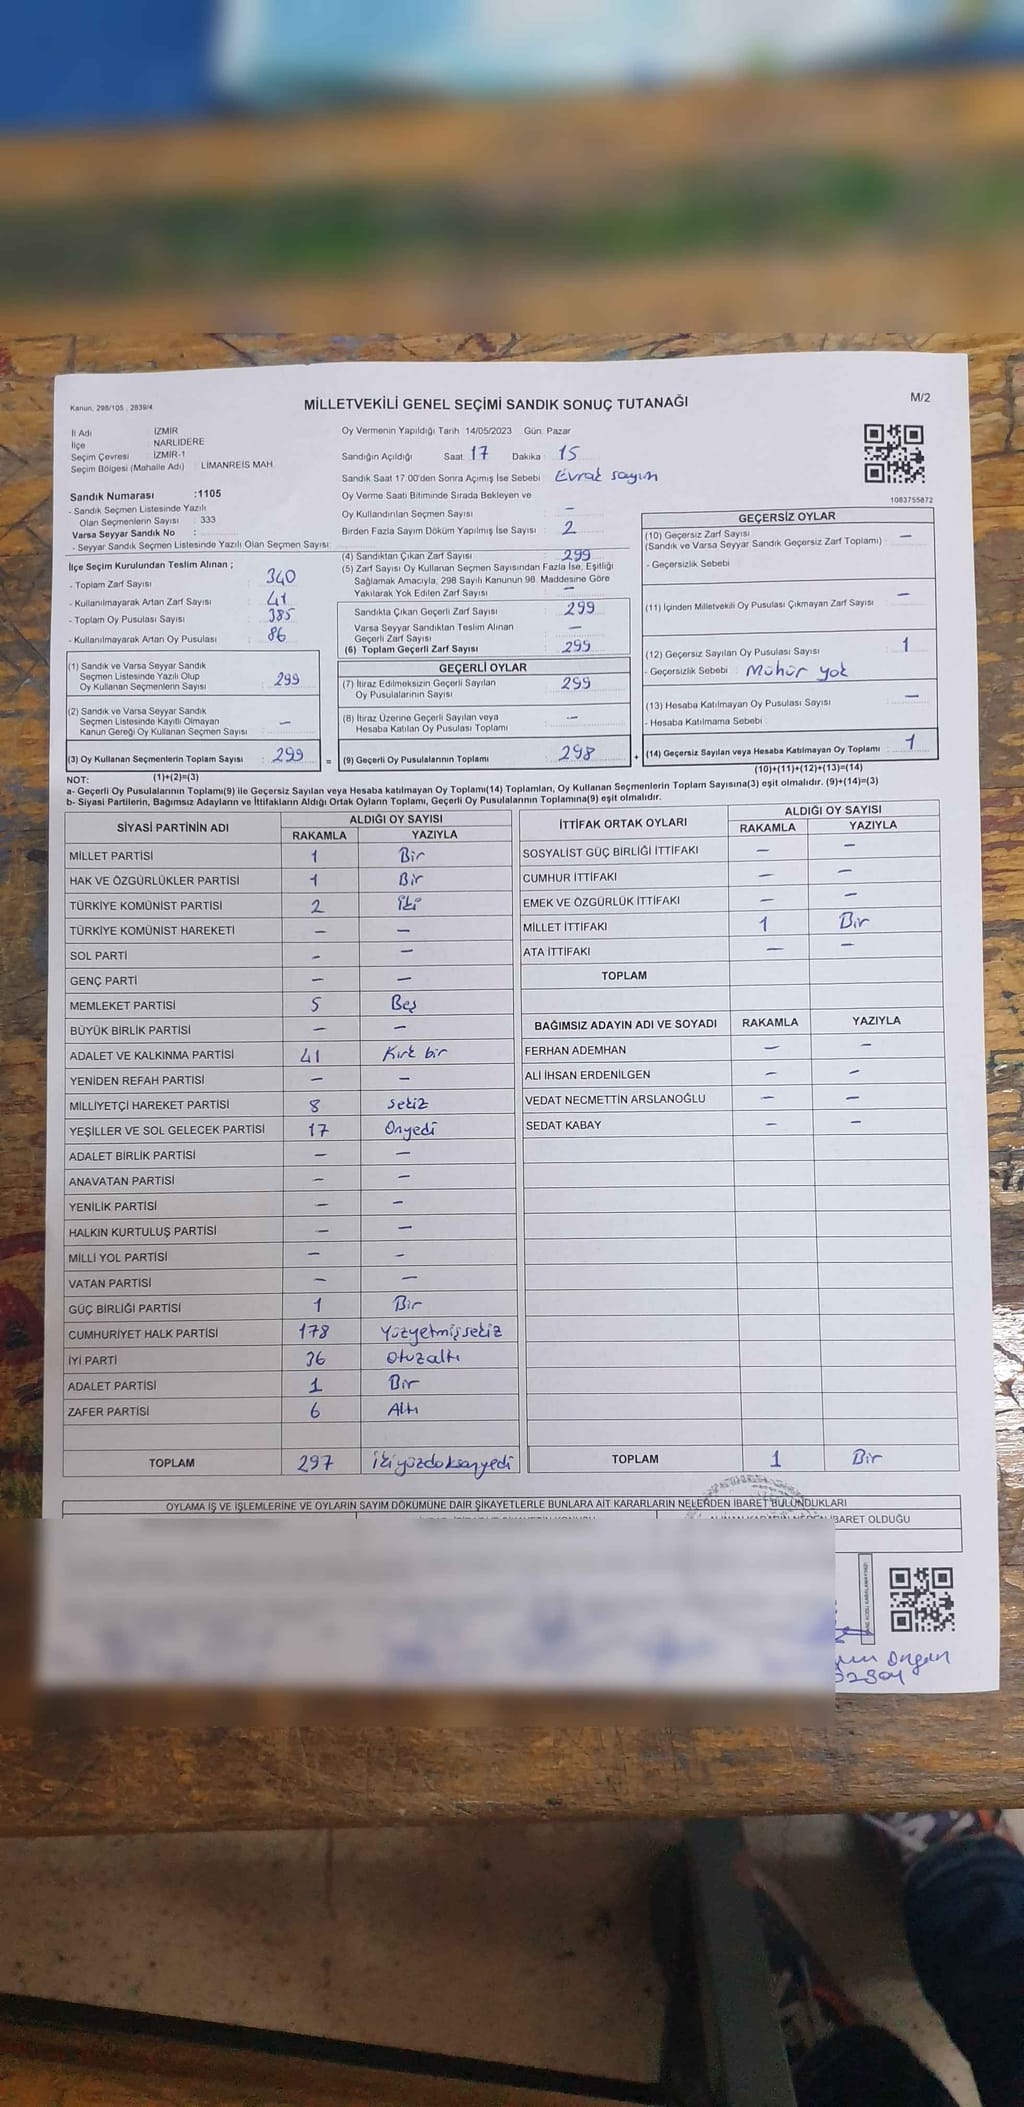 Kanun, 298/105 , 2839/4
MİLLETVEKİLİ GENEL SEÇİMİ SANDIK SONUÇ TUTANAĞI
M/2
İl Adı İZMİR
İlçe NARLIDERE
Seçim Çevresi İZMİR-1
Seçim Bölgesi (Mahalle Adı) : LİMANREİS MAH.
Sandık Numarası :1105
- Sandık Seçmen Listesinde Yazılı
Olan Seçmenlerin Sayısı : 333
Varsa Seyyar Sandık No :
- Seyyar Sandık Seçmen Listesinde Yazılı Olan Seçmen Sayısı:
Oy Vermenin Yapıldığı Tarih 14/05/2023 Gün: Pazar
Sandığın Açıldığı Saat 17 Dakika : 15
Sandık Saat 17.00'den Sonra Açımış İse Sebebi Evrak sayım
Oy Verme Saati Bitiminde Sırada Bekleyen ve
Oy Kullandırılan Seçmen Sayısı : –
Birden Fazla Sayım Döküm Yapılmış İse Sayısı : 2
1083755872
İlçe Seçim Kurulundan Teslim Alınan ;
- Toplam Zarf Sayısı : 340
- Kullanılmayarak Artan Zarf Sayısı : 41
- Toplam Oy Pusulası Sayısı : 385
- Kullanılmayarak Artan Oy Pusulası : 86
(1) Sandık ve Varsa Seyyar Sandık
Seçmen Listesinde Yazılı Olup
Oy Kullanan Seçmenlerin Sayısı : 299
(2) Sandık ve Varsa Seyyar Sandık
Seçmen Listesinde Kayıtlı Olmayan
Kanun Gereği Oy Kullanan Seçmen Sayısı : –
(3) Oy Kullanan Seçmenlerin Toplam Sayısı : 299 =
(4) Sandıktan Çıkan Zarf Sayısı : 299
(5) Zarf Sayısı Oy Kullanan Seçmen Sayısından Fazla İse, Eşitliği
Sağlamak Amacıyla, 298 Sayılı Kanunun 98. Maddesine Göre
Yakılarak Yok Edilen Zarf Sayısı : –
Sandıkta Çıkan Geçerli Zarf Sayısı : 299
Varsa Seyyar Sandıktan Teslim Alınan
Geçerli Zarf Sayısı : –
(6) Toplam Geçerli Zarf Sayısı : 299
GEÇERLİ OYLAR
(7) İtiraz Edilmeksizin Geçerli Sayılan
Oy Pusulalarının Sayısı : 299
(8) İtiraz Üzerine Geçerli Sayılan veya
Hesaba Katılan Oy Pusulası Toplamı : –
(9) Geçerli Oy Pusulalarının Toplamı : 298 +
GEÇERSİZ OYLAR
(10) Geçersiz Zarf Sayısı
(Sandık ve Varsa Seyyar Sandık Geçersiz Zarf Toplamı) : –
- Geçersizlik Sebebi
(11) İçinden Milletvekili Oy Pusulası Çıkmayan Zarf Sayısı : –
(12) Geçersiz Sayılan Oy Pusulası Sayısı : 1
- Geçersizlik Sebebi : Mühür yok
(13) Hesaba Katılmayan Oy Pusulası Sayısı : –
- Hesaba Katılmama Sebebi :
(14) Geçersiz Sayılan veya Hesaba Katılmayan Oy Toplamı : 1
NOT: (1)+(2)=(3)
(10)+(11)+(12)+(13)=(14)
a- Geçerli Oy Pusulalarının Toplamı(9) ile Geçersiz Sayılan veya Hesaba katılmayan Oy Toplamı(14) Toplamları, Oy Kullanan Seçmenlerin Toplam Sayısına(3) eşit olmalıdır. (9)+(14)=(3)
b- Siyasi Partilerin, Bağımsız Adayların ve İttifakların Aldığı Ortak Oyların Toplamı, Geçerli Oy Pusulalarının Toplamına(9) eşit olmalıdır.
SİYASİ PARTİNİN ADI ALDIĞI OY SAYISI
RAKAMLA YAZIYLA
MİLLET PARTİSİ 1 Bir
HAK VE ÖZGÜRLÜKLER PARTİSİ 1 Bir
TÜRKİYE KOMÜNİST PARTİSİ 2 İki
TÜRKİYE KOMÜNİST HAREKETİ – –
SOL PARTİ – –
GENÇ PARTİ – –
MEMLEKET PARTİSİ 5 Beş
BÜYÜK BİRLİK PARTİSİ – –
ADALET VE KALKINMA PARTİSİ 41 Kırk bir
YENİDEN REFAH PARTİSİ – –
MİLLİYETÇİ HAREKET PARTİSİ 8 sekiz
YEŞİLLER VE SOL GELECEK PARTİSİ 17 Onyedi
ADALET BİRLİK PARTİSİ – –
ANAVATAN PARTİSİ – –
YENİLİK PARTİSİ – –
HALKIN KURTULUŞ PARTİSİ – –
MİLLİ YOL PARTİSİ – –
VATAN PARTİSİ – –
GÜÇ BİRLİĞİ PARTİSİ 1 Bir
CUMHURİYET HALK PARTİSİ 178 Yüzyetmişsekiz
İYİ PARTİ 36 Otuzaltı
ADALET PARTİSİ 1 Bir
ZAFER PARTİSİ 6 Altı
TOPLAM 297 İkiyüzdoksanyedi
İTTİFAK ORTAK OYLARI ALDIĞI OY SAYISI
RAKAMLA YAZIYLA
SOSYALİST GÜÇ BİRLİĞİ İTTİFAKI – –
CUMHUR İTTİFAKI – –
EMEK VE ÖZGÜRLÜK İTTİFAKI – –
MİLLET İTTİFAKI 1 Bir
ATA İTTİFAKI – –
TOPLAM
BAĞIMSIZ ADAYIN ADI VE SOYADI RAKAMLA YAZIYLA
FERHAN ADEMHAN – –
ALİ İHSAN ERDENİLGEN – –
VEDAT NECMETTİN ARSLANOĞLU – –
SEDAT KABAY – –
TOPLAM 1 Bir
OYLAMA İŞ VE İŞLEMLERİNE VE OYLARIN SAYIM DÖKÜMÜNE DAİR ŞİKAYETLERLE BUNLARA AİT KARARLARIN NELERDEN İBARET BULUNDUKLARI
İBARET OLDUĞU